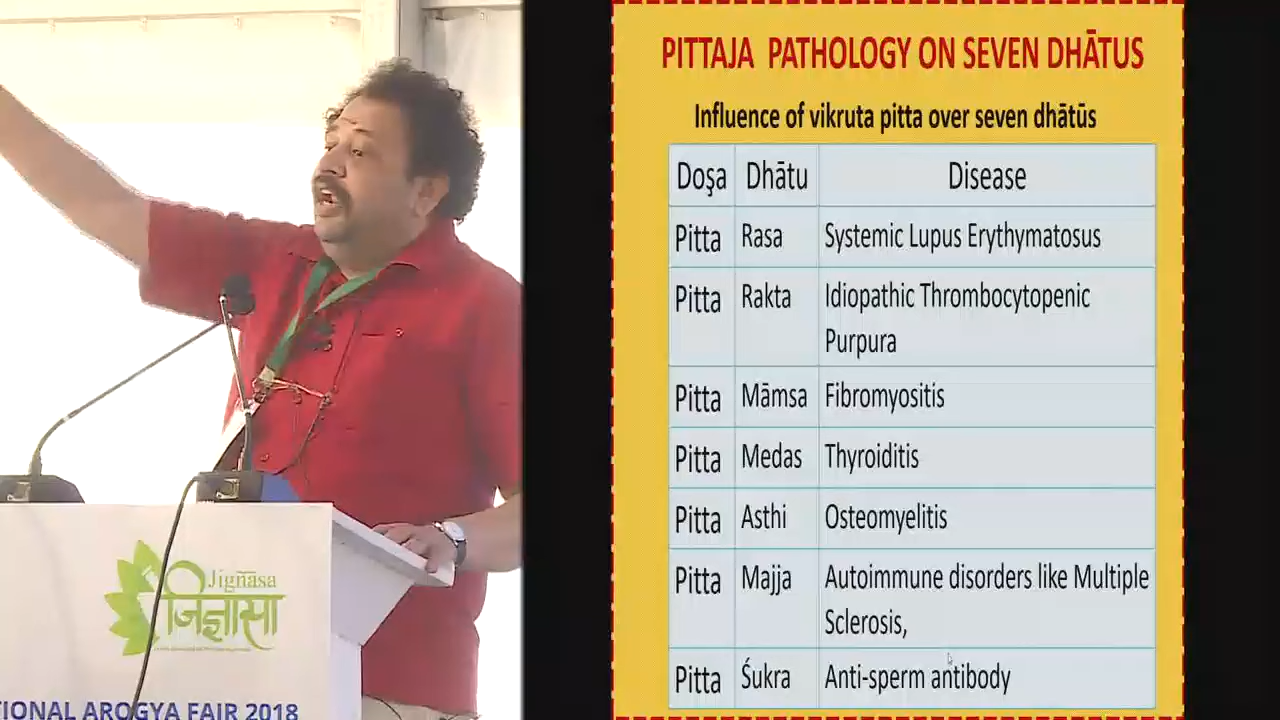 PITTAJA PATHOLOGY ON SEVEN DHĀTUS
Influence of vikruta pitta over seven dhātūs
Doşa Dhātu Disease
Pitta Rasa Systemic Lupus Erythymatosus
Pitta Rakta Idiopathic Thrombocytopenic
Purpura
Pitta Māmsa Fibromyositis
Pitta Medas Thyroiditis
Pitta Asthi Osteomyelitis
Pitta Majja Autoimmune disorders like Multiple
Sclerosis,
Pitta Śukra Anti-sperm antibody
Jigñāsa
जिज्ञासा
TIONAL AROGYA FAIR 2018